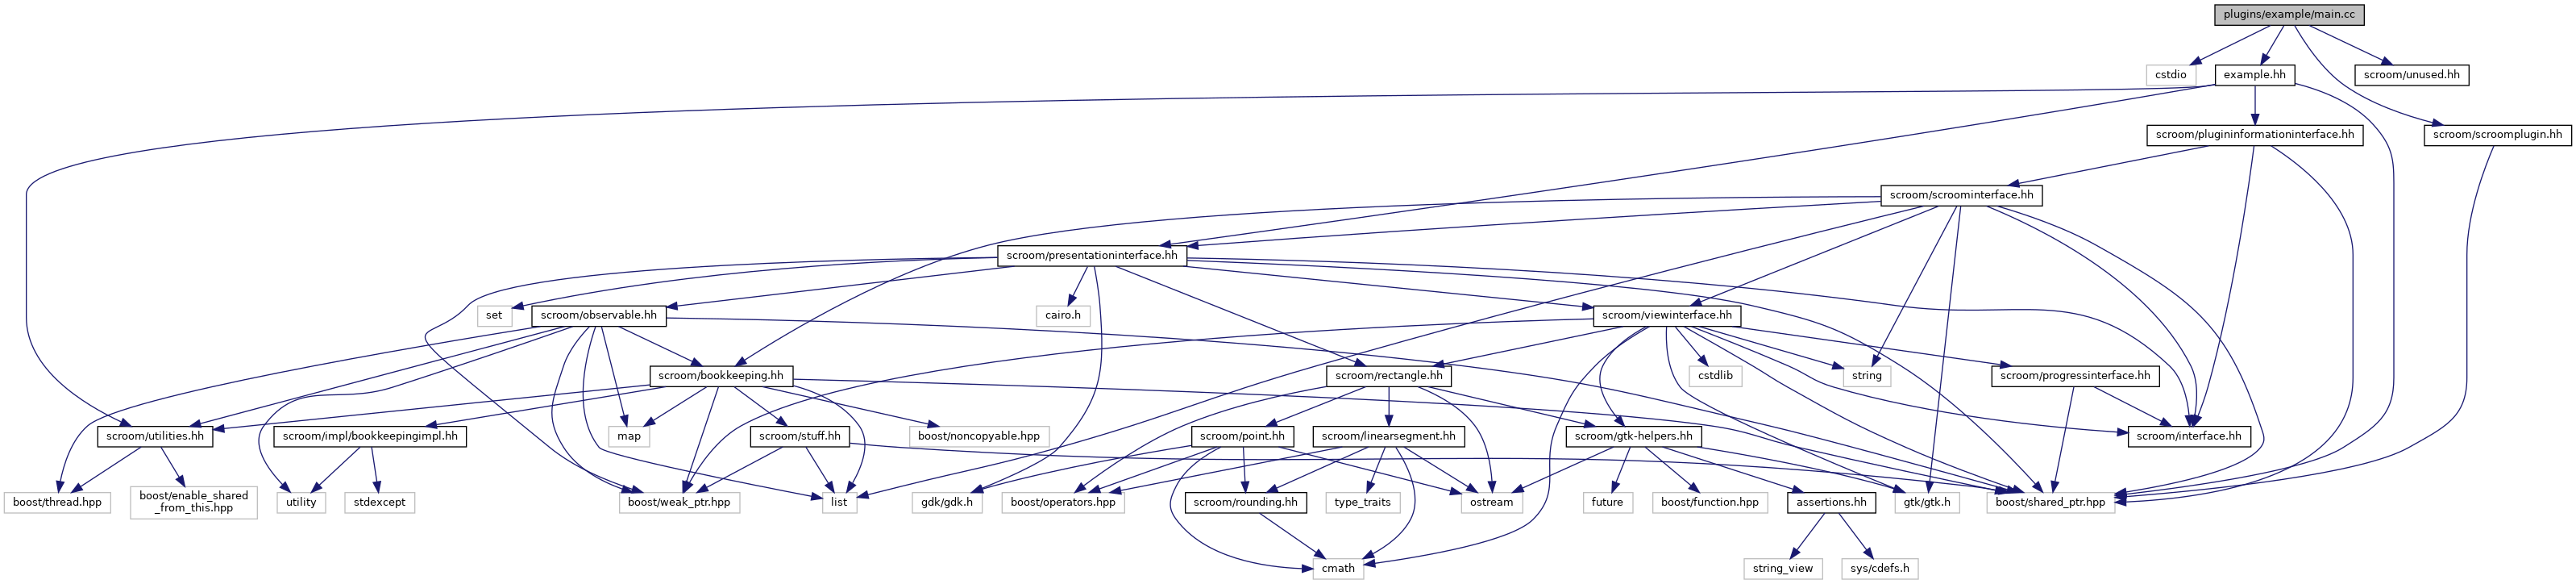 plugins/example/main.cc
cstdio
example.hh
scroom/unused.hh
scroom/plugininformationinterface.hh
scroom/scroomplugin.hh
scroom/scroominterface.hh
scroom/presentationinterface.hh
set
scroom/observable.hh
cairo.h
scroom/viewinterface.hh
scroom/bookkeeping.hh
scroom/rectangle.hh
cstdlib
string
scroom/progressinterface.hh
scroom/utilities.hh
scroom/impl/bookkeepingimpl.hh
map
scroom/stuff.hh
boost/noncopyable.hpp
scroom/point.hh
scroom/linearsegment.hh
scroom/gtk-helpers.hh
scroom/interface.hh
boost/thread.hpp
boost/enable_shared
_from_this.hpp
utility
stdexcept
boost/weak_ptr.hpp
list
gdk/gdk.h
boost/operators.hpp
scroom/rounding.hh
type_traits
ostream
future
boost/function.hpp
assertions.hh
gtk/gtk.h
boost/shared_ptr.hpp
cmath
string_view
sys/cdefs.h